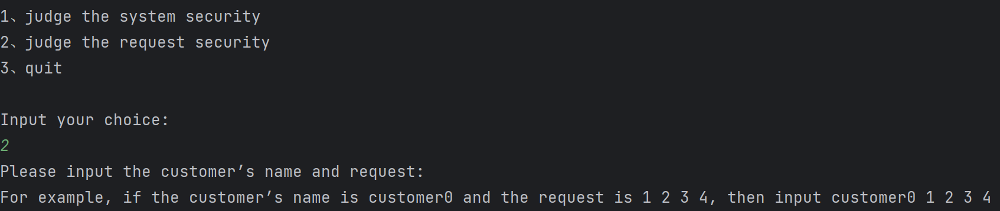 1、judge the system security
2、judge the request security
3、quit
Input your choice:
2
Please input the customer’s name and request:
For example, if the customer’s name is customer0 and the request is 1 2 3 4, then input customer0 1 2 3 4